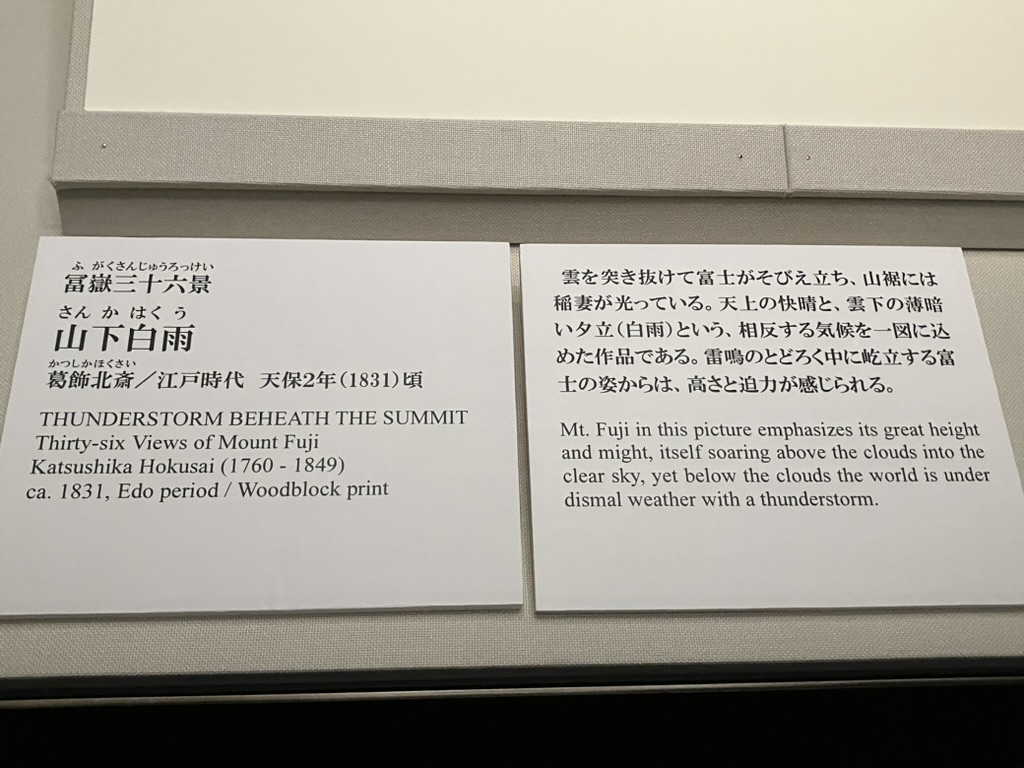 ふがくさんじゅうろっけい
冨嶽三十六景
さんかはくう
山下白雨
かつしかほくさい
葛飾北斎／江戸時代　天保2年（1831）頃
THUNDERSTORM BEHEATH THE SUMMIT
Thirty-six Views of Mount Fuji
Katsushika Hokusai (1760 - 1849)
ca. 1831, Edo period / Woodblock print
雲を突き抜けて富士がそびえ立ち、山裾には
稲妻が光っている。天上の快晴と、雲下の薄暗
い夕立（白雨）という、相反する気候を一図に込
めた作品である。雷鳴のとどろく中に屹立する富
士の姿からは、高さと迫力が感じられる。
Mt. Fuji in this picture emphasizes its great height
and might, itself soaring above the clouds into the
clear sky, yet below the clouds the world is under
dismal weather with a thunderstorm.